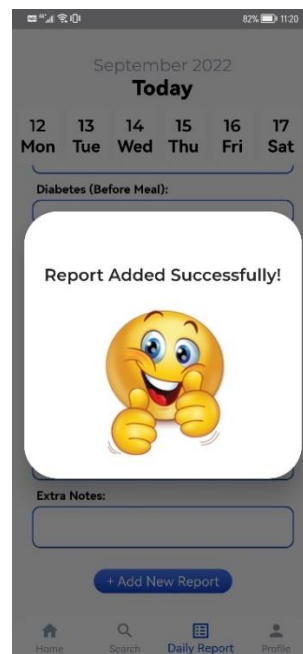 82% 11:20
September 2022
Today
12 13 14 15 16 17
Mon Tue Wed Thu Fri Sat
Diabetes (Before Meal):
Report Added Successfully!
Extra Notes:
+ Add New Report
Home Search Daily Report Profile